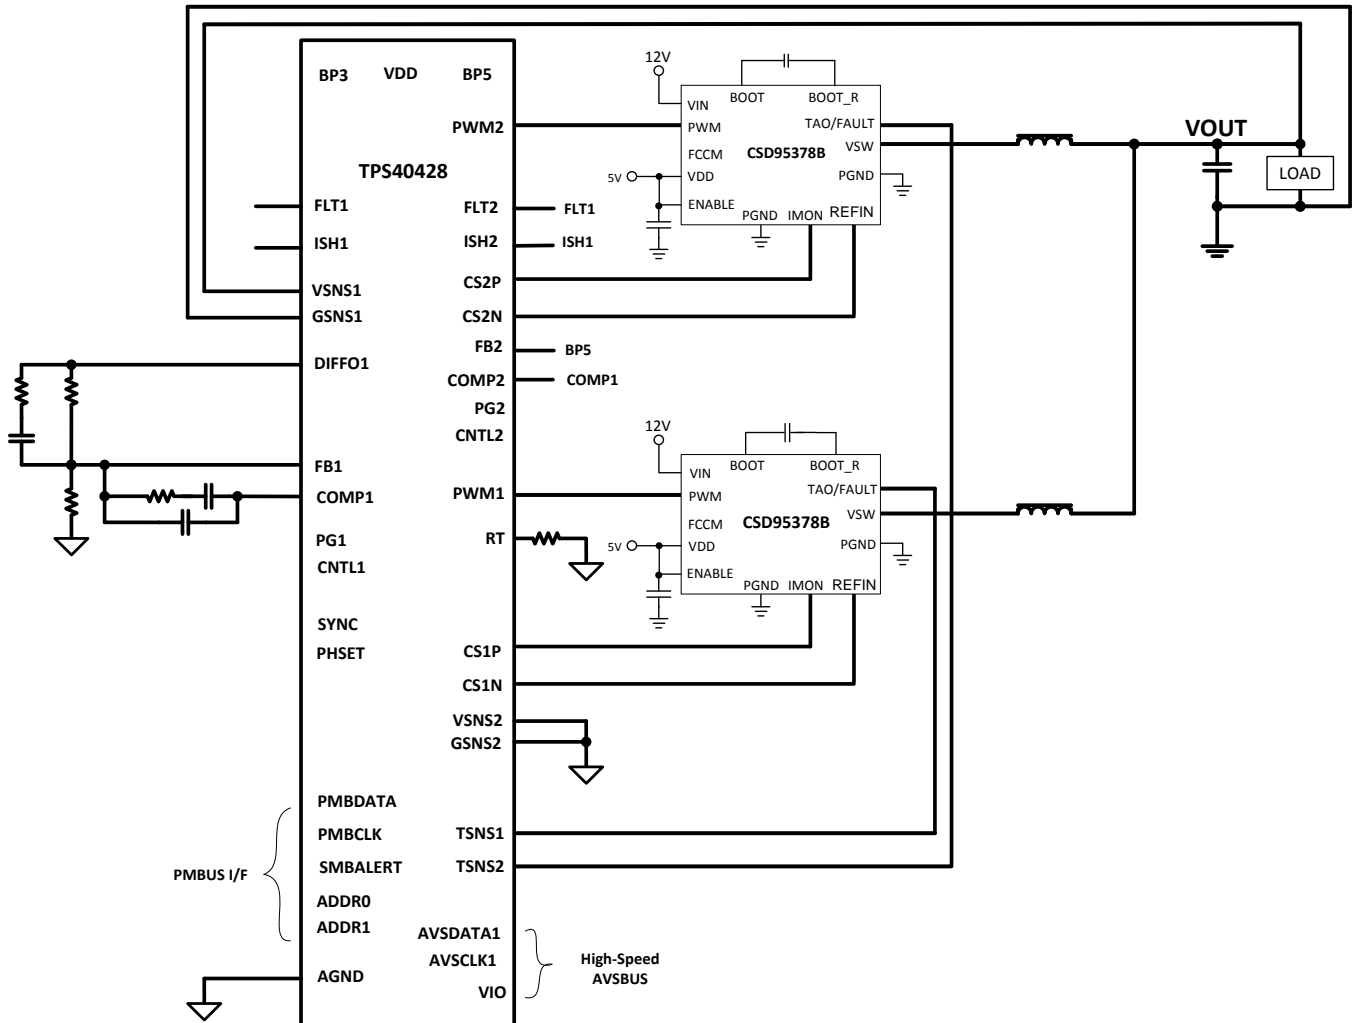 BP3 VDD BP5
TPS40428
FLT1
ISH1
VSNS1
GSNS1
DIFFO1
FB1
COMP1
PG1
CNTL1
SYNC
PHSET
PMBUS I/F
PMBDATA
PMBCLK
SMBALERT
ADDR0
ADDR1
AGND
PWM2
FLT2 FLT1
ISH2 ISH1
CS2P
CS2N
FB2 BP5
COMP2 COMP1
PG2
CNTL2
PWM1
RT
CS1P
CS1N
VSNS2
GSNS2
TSNS1
TSNS2
AVSDATA1
AVSCLK1
VIO
High-Speed
AVSBUS
12V
BOOT BOOT_R
VIN
PWM TAO/FAULT
FCCM CSD95378B VSW
5V VDD PGND
ENABLE
PGND IMON REFIN
12V
BOOT BOOT_R
VIN
PWM TAO/FAULT
FCCM CSD95378B VSW
5V VDD PGND
ENABLE
PGND IMON REFIN
VOUT
LOAD